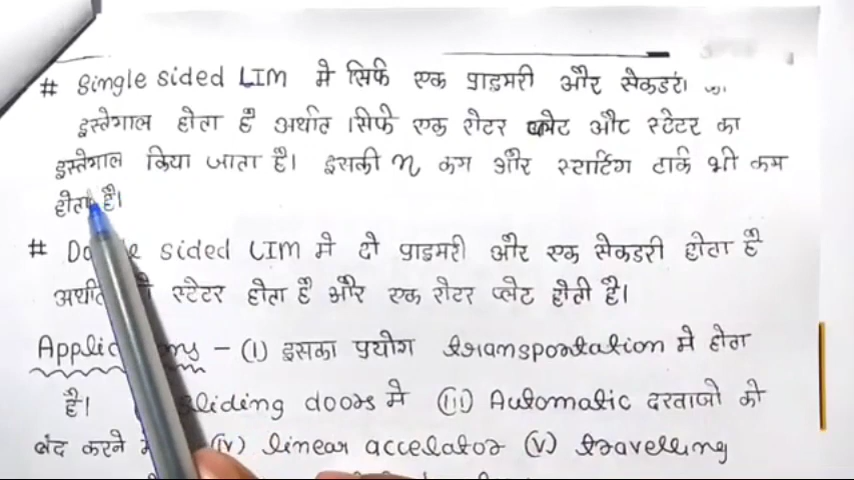 # Single sided LIM मे सिर्फ एक प्राइमरी और सेकडरी का
इस्तेमाल होता है अर्थात सिर्फ एक रोटर प्लेट और स्टेटर का
इस्तेमाल किया जाता है। इसकी η कम और स्टार्टिंग टार्क भी कम
होता है।
# sided LIM मे दो प्राइमरी और एक सेकडरी होता है
अर्थात स्टेटर होता है और एक रोटर प्लेट होती है।
– (i) इसका प्रयोग transportation मे होता
है। sliding doors मे (iii) Automatic दरवाजो को
बंद करने (iv) linear accelator (v) travelling